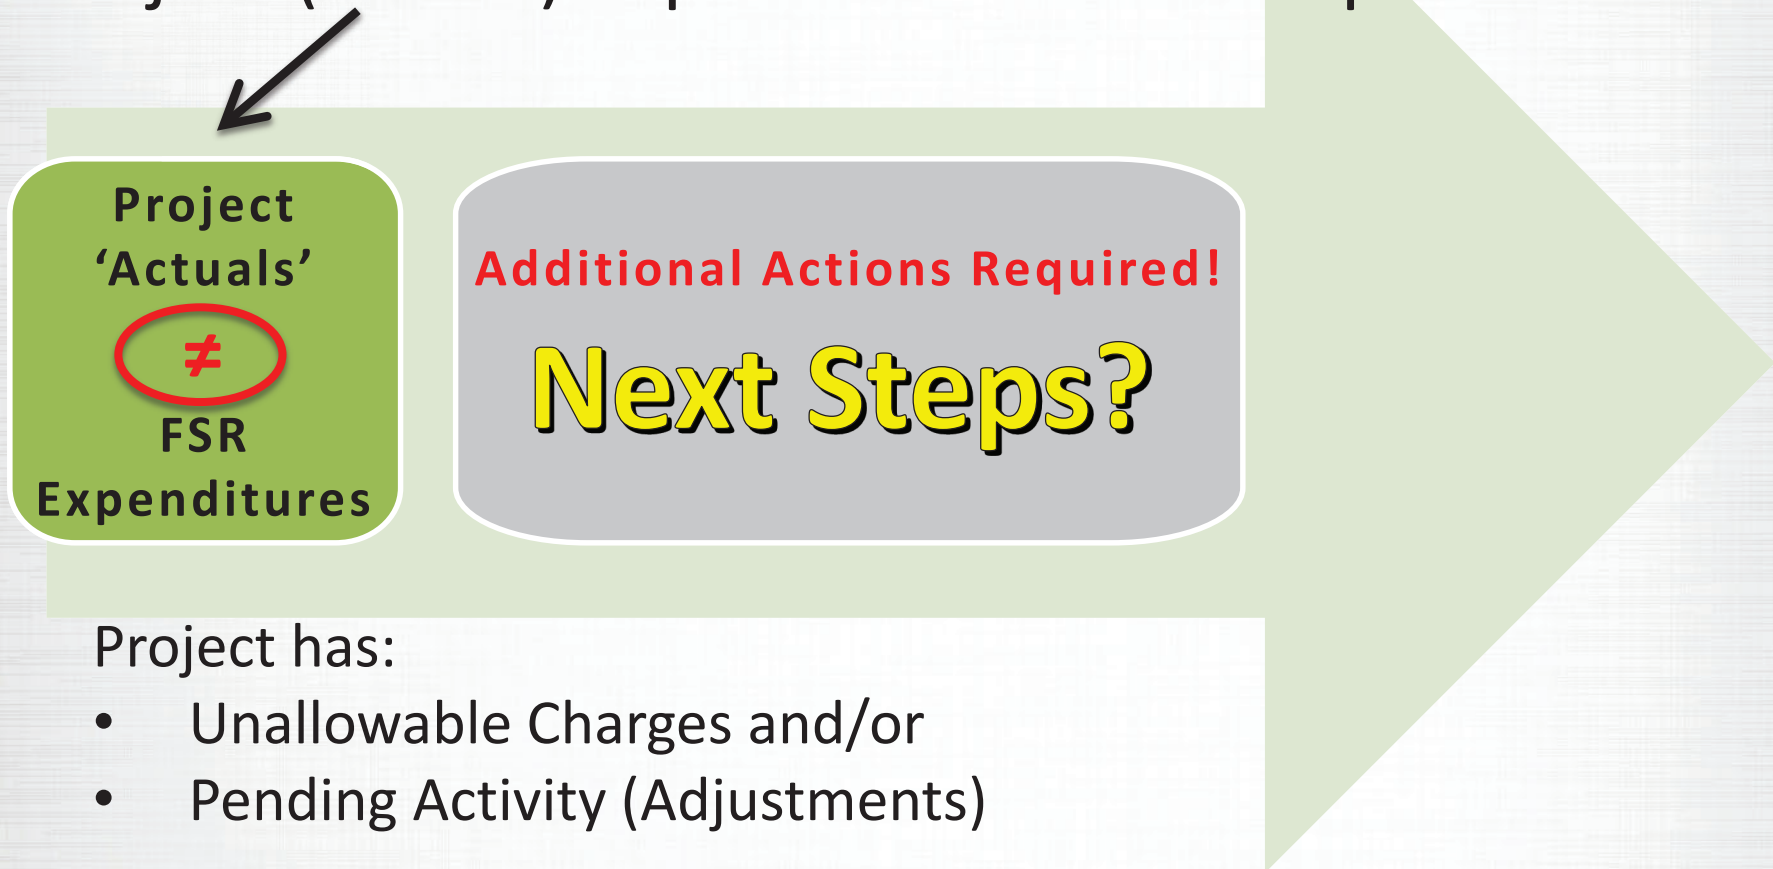 Project
‘Actuals’
≠
FSR
Expenditures
Additional Actions Required!
Next Steps?
Project has:
• Unallowable Charges and/or
• Pending Activity (Adjustments)